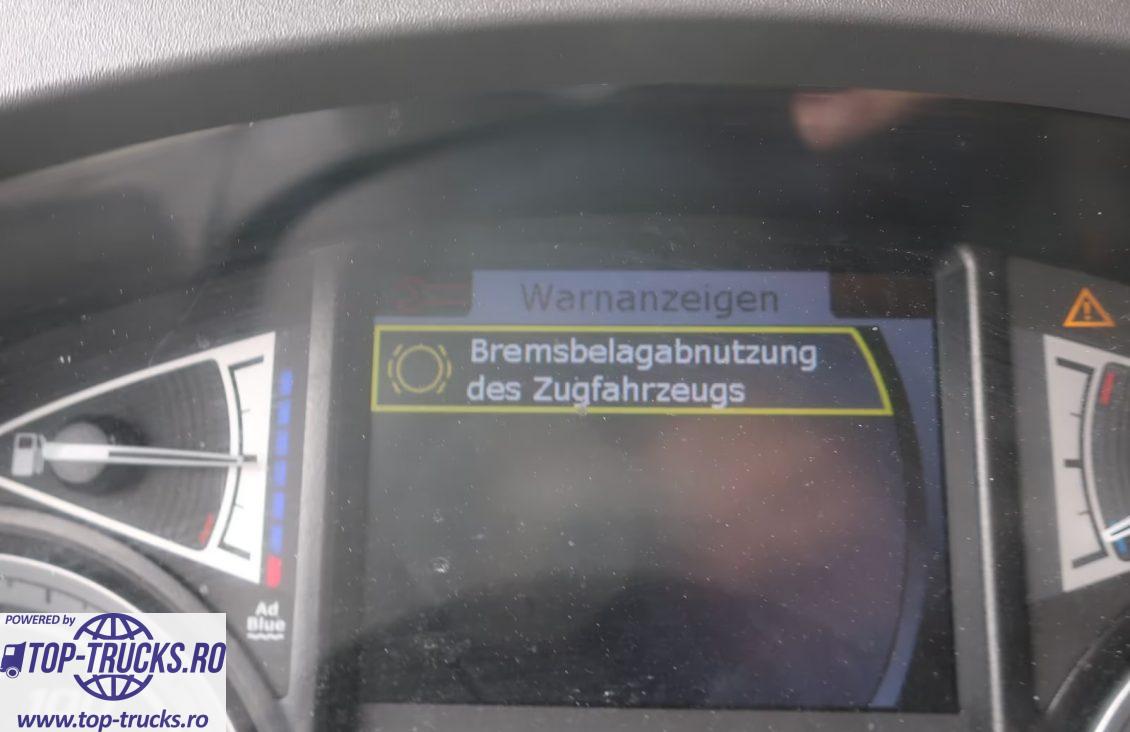 Warnanzeigen
Bremsbelagabnutzung
des Zugfahrzeugs
Ad
Blue
POWERED by
TOP-TRUCKS.RO
www.top-trucks.ro